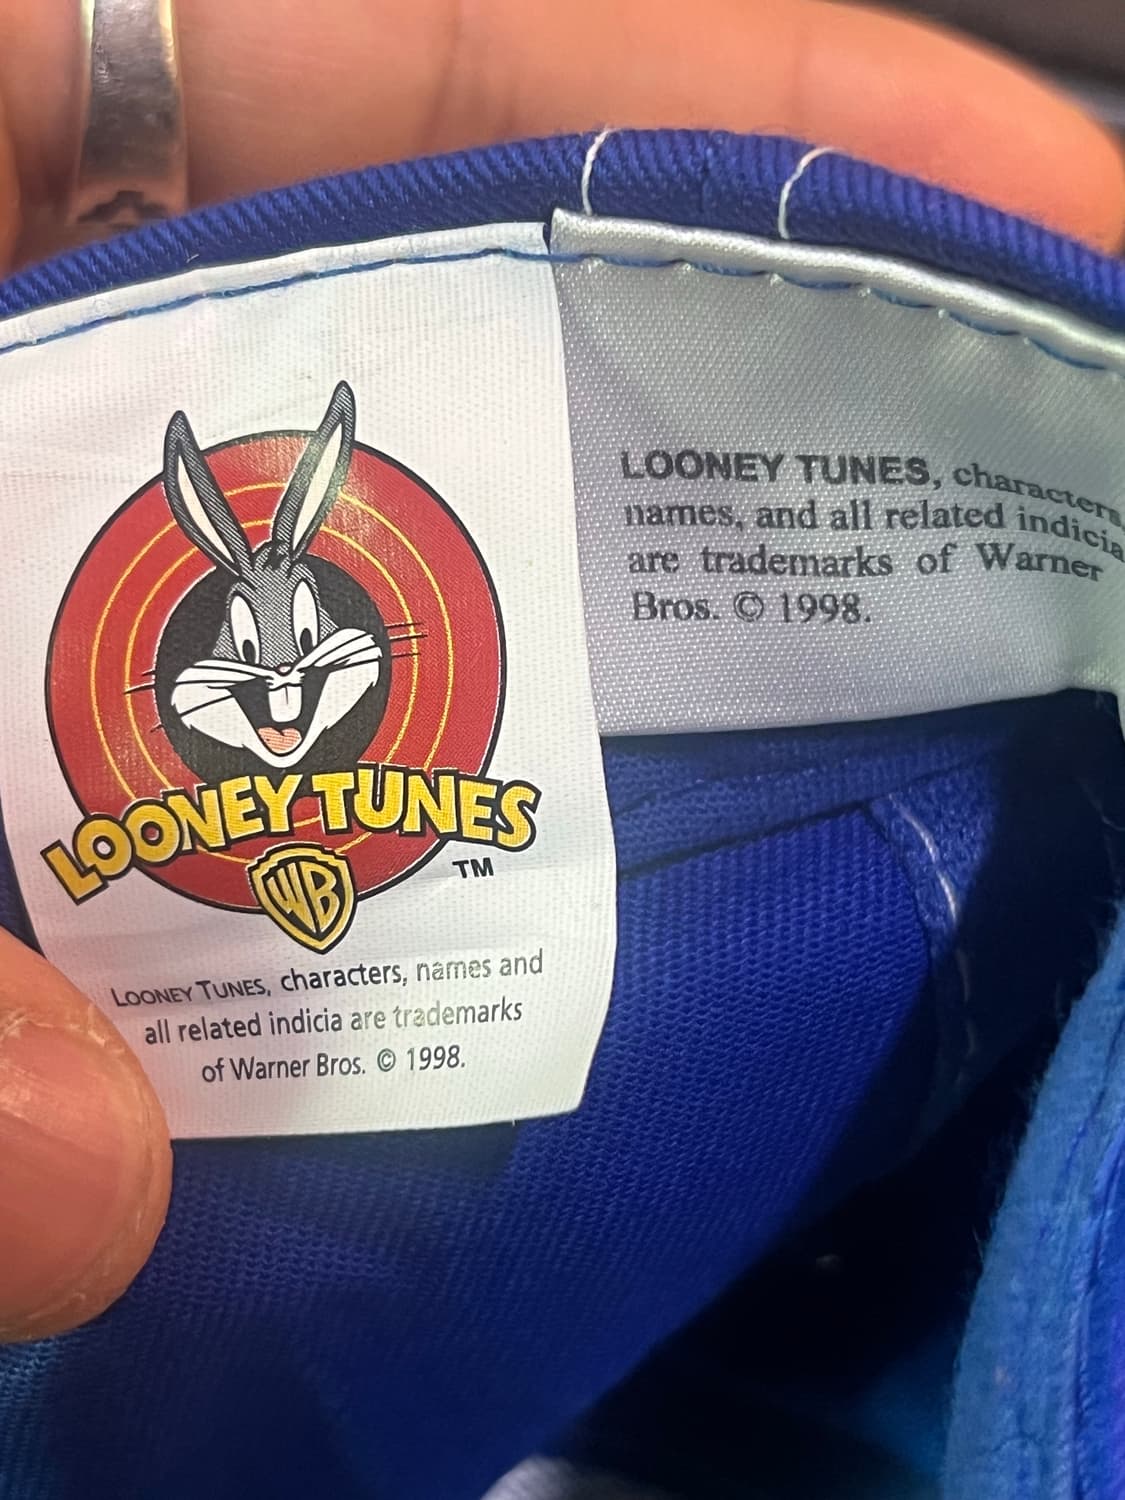 LOONEY TUNES
WB
TM
LOONEY TUNES, characters, names and
all related indicia are trademarks
of Warner Bros. © 1998.
LOONEY TUNES, characters,
names, and all related indicia
are trademarks of Warner
Bros. © 1998.